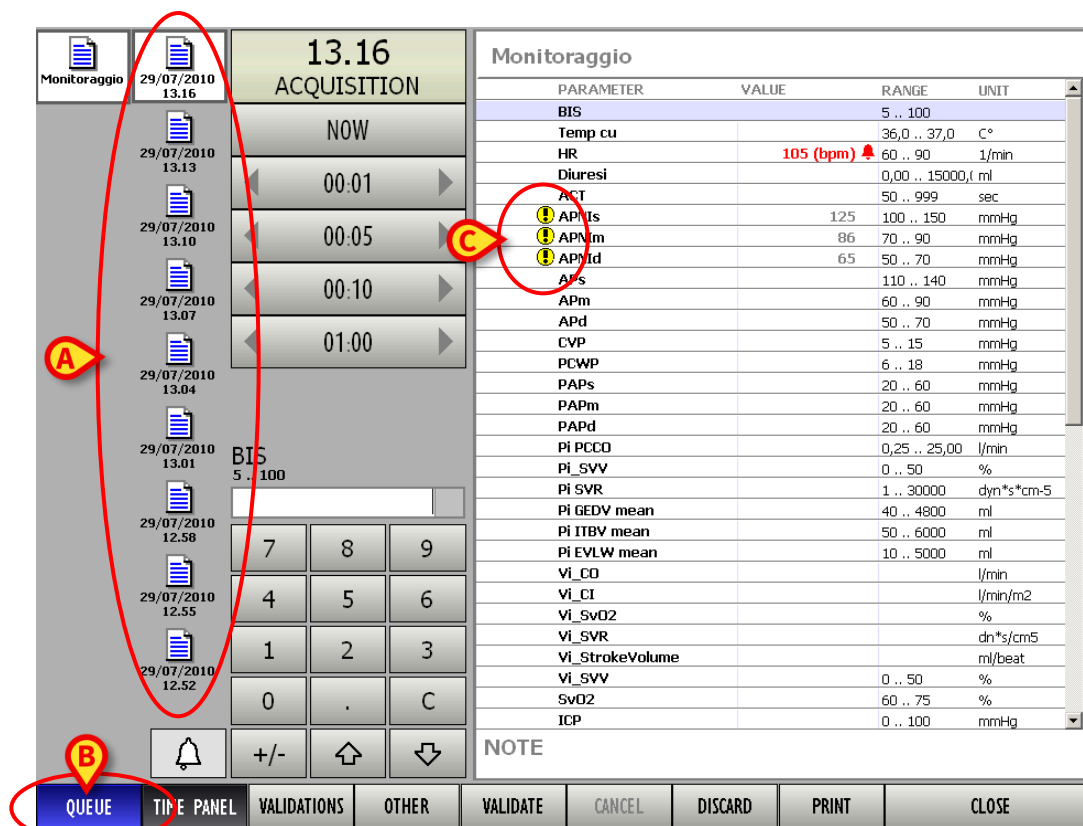 Monitoraggio
29/07/2010
13.16
29/07/2010
13.13
29/07/2010
13.10
29/07/2010
13.07
29/07/2010
13.04
29/07/2010
13.01
29/07/2010
12.58
29/07/2010
12.55
29/07/2010
12.52
A
B
13.16
ACQUISITION
NOW
00:01
00:05
00:10
01:00
BIS
5 .. 100
7 8 9
4 5 6
1 2 3
0 . C
+/-
C
Monitoraggio
PARAMETER VALUE RANGE UNIT
BIS 5 .. 100
Temp cu 36,0 .. 37,0 C°
HR 105 (bpm) 60 .. 90 1/min
Diuresi 0,00 .. 15000,( ml
ACT 50 .. 999 sec
! APNIs 125 100 .. 150 mmHg
! APNIm 86 70 .. 90 mmHg
! APNId 65 50 .. 70 mmHg
APs 110 .. 140 mmHg
APm 60 .. 90 mmHg
APd 50 .. 70 mmHg
CVP 5 .. 15 mmHg
PCWP 6 .. 18 mmHg
PAPs 20 .. 60 mmHg
PAPm 20 .. 60 mmHg
PAPd 20 .. 60 mmHg
Pi PCCO 0,25 .. 25,00 l/min
Pi_SVV 0 .. 50 %
Pi SVR 1 .. 30000 dyn*s*cm-5
Pi GEDV mean 40 .. 4800 ml
Pi ITBV mean 50 .. 6000 ml
Pi EVLW mean 10 .. 5000 ml
Vi_CO l/min
Vi_CI l/min/m2
Vi_SvO2 %
Vi_SVR dn*s/cm5
Vi_StrokeVolume ml/beat
Vi_SVV 0 .. 50 %
SvO2 60 .. 75 %
ICP 0 .. 100 mmHg
NOTE
QUEUE TIME PANEL VALIDATIONS OTHER VALIDATE CANCEL DISCARD PRINT CLOSE